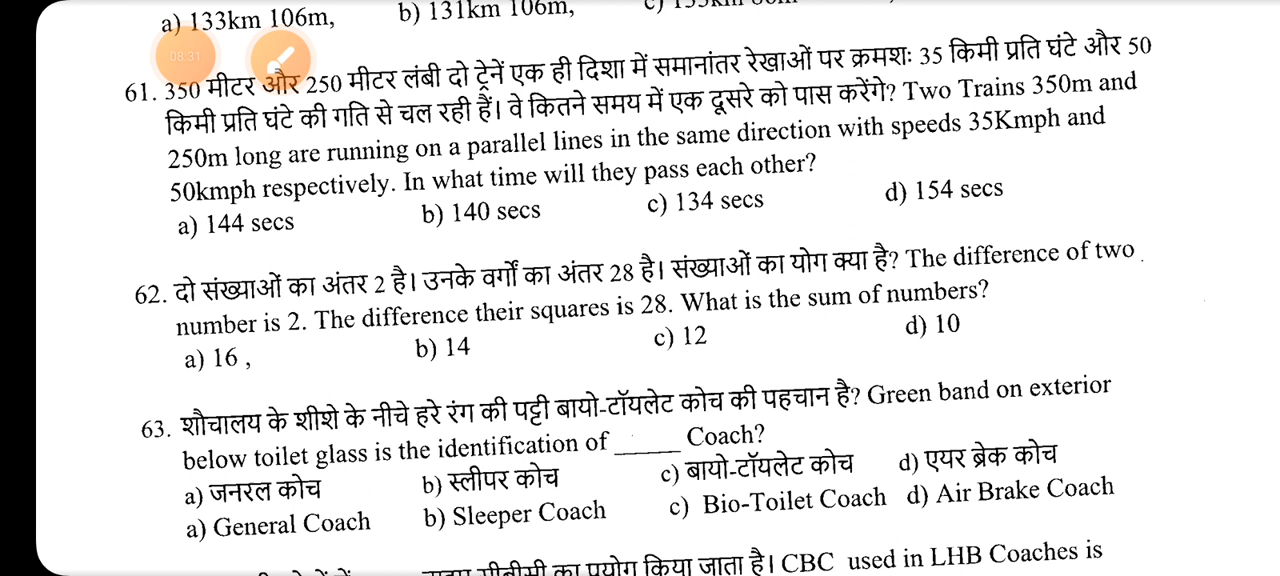 a) 133km 106m, b) 131km 106m, c)
08:31
61. 350 मीटर और 250 मीटर लंबी दो ट्रेनें एक ही दिशा में समानांतर रेखाओं पर क्रमशः 35 किमी प्रति घंटे और 50
किमी प्रति घंटे की गति से चल रही हैं। वे कितने समय में एक दूसरे को पास करेंगे? Two Trains 350m and
250m long are running on a parallel lines in the same direction with speeds 35Kmph and
50kmph respectively. In what time will they pass each other?
a) 144 secs b) 140 secs c) 134 secs d) 154 secs
62. दो संख्याओं का अंतर 2 है। उनके वर्गों का अंतर 28 है। संख्याओं का योग क्या है? The difference of two
number is 2. The difference their squares is 28. What is the sum of numbers?
a) 16 , b) 14 c) 12 d) 10
63. शौचालय के शीशे के नीचे हरे रंग की पट्टी बायो-टॉयलेट कोच की पहचान है? Green band on exterior
below toilet glass is the identification of _____ Coach?
a) जनरल कोच b) स्लीपर कोच c) बायो-टॉयलेट कोच d) एयर ब्रेक कोच
a) General Coach b) Sleeper Coach c) Bio-Toilet Coach d) Air Brake Coach
का प्रयोग किया जाता है। CBC used in LHB Coaches is